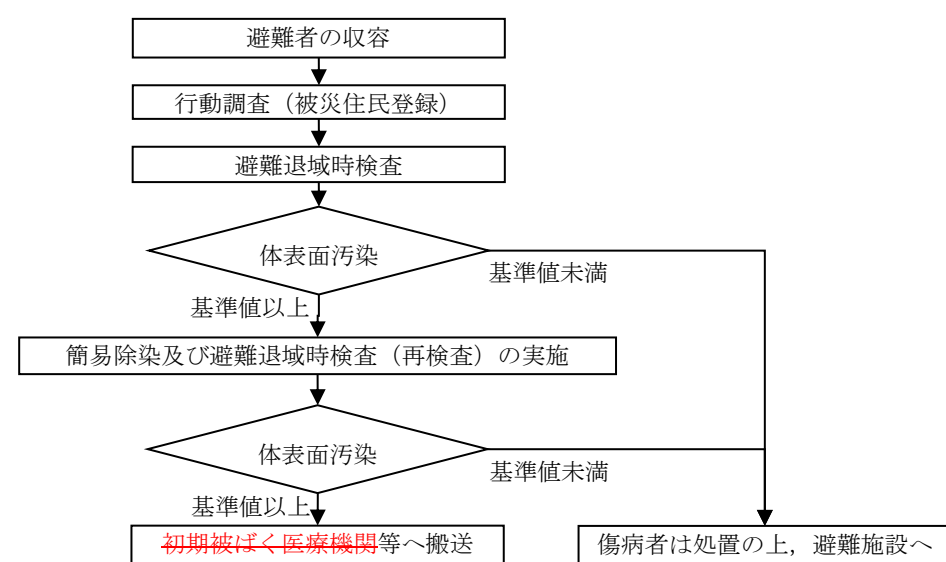 避難者の収容
行動調査（被災住民登録）
避難退域時検査
体表面汚染
基準値未満
基準値以上
簡易除染及び避難退域時検査（再検査）の実施
体表面汚染
基準値未満
基準値以上
初期被ばく医療機関等へ搬送
傷病者は処置の上，避難施設へ